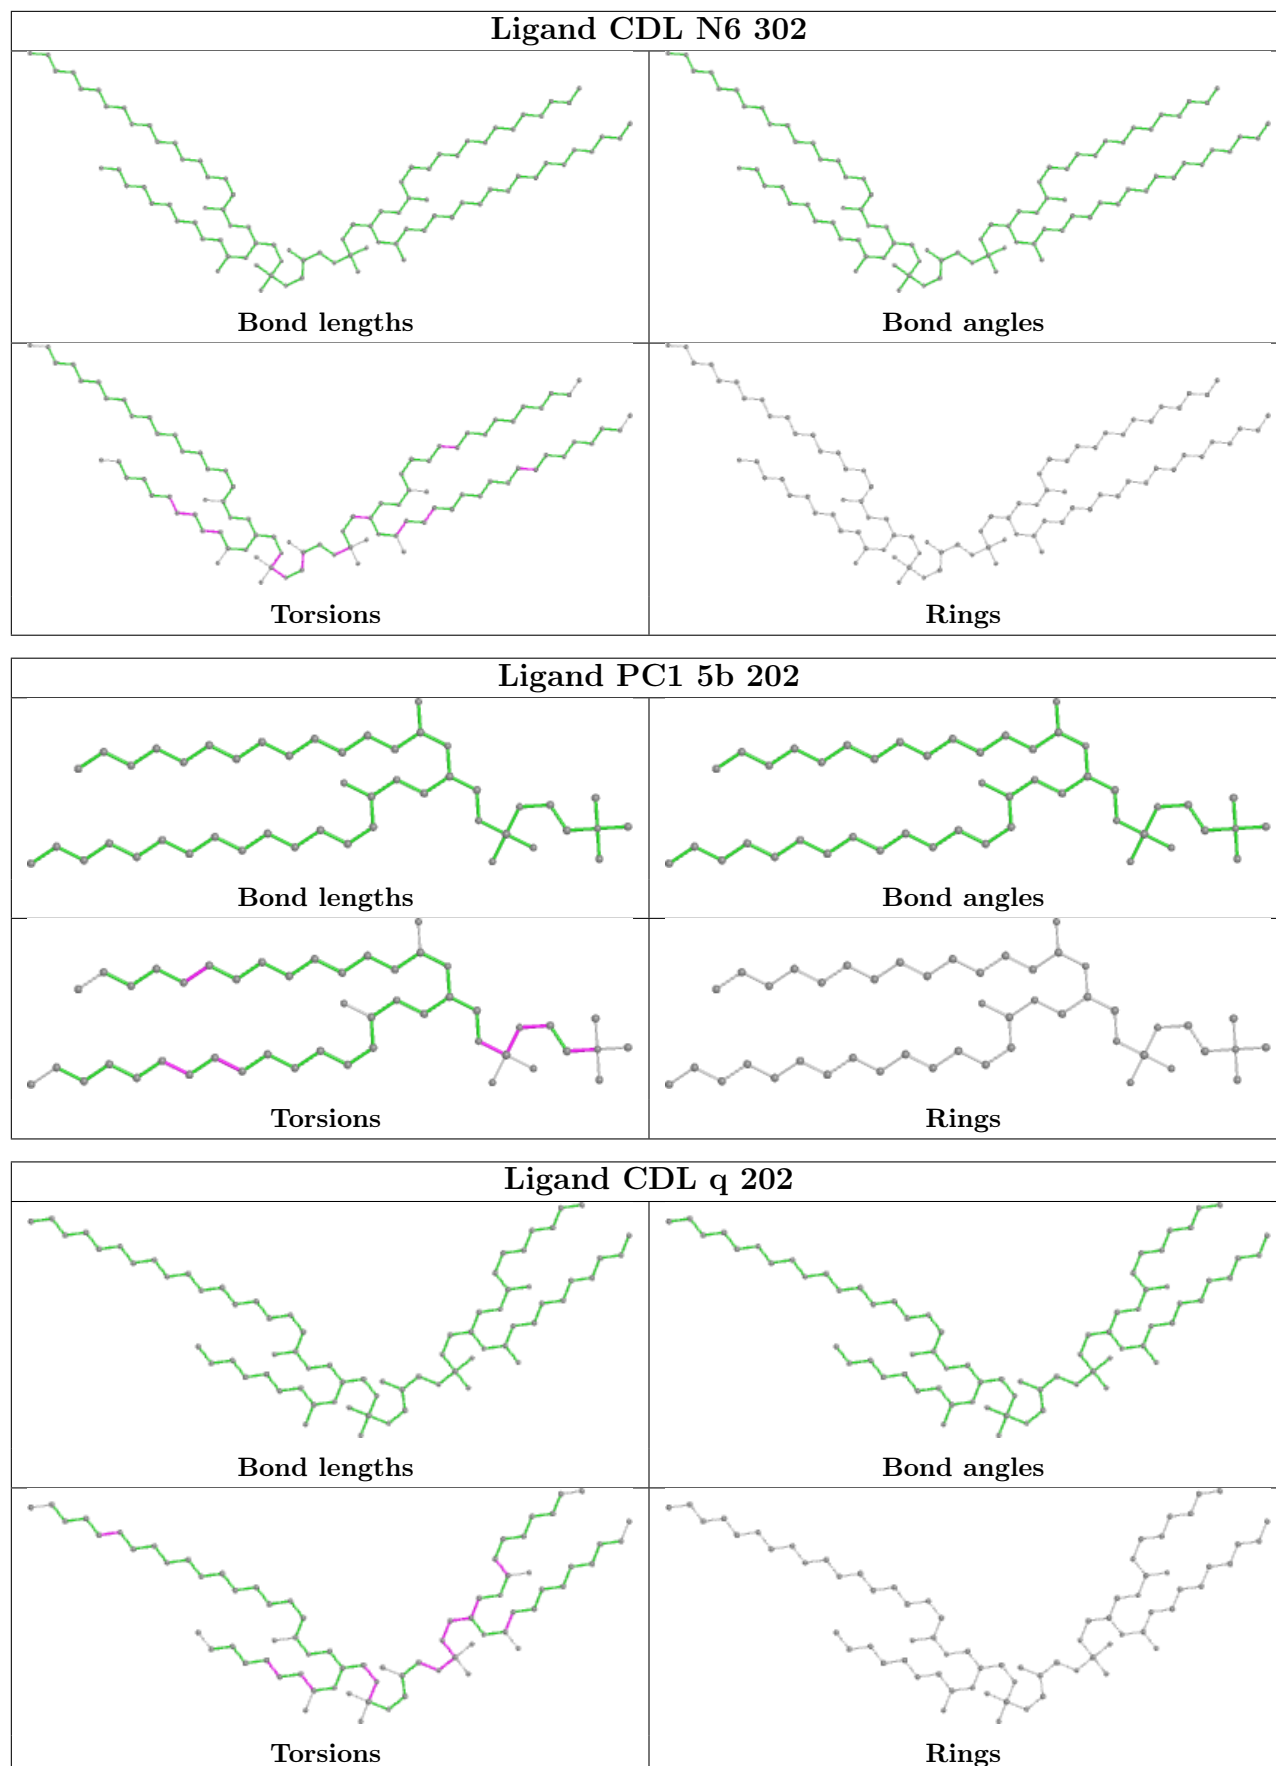 Ligand CDL N6 302
Bond lengths
Bond angles
Torsions
Rings
Ligand PC1 5b 202
Bond lengths
Bond angles
Torsions
Rings
Ligand CDL q 202
Bond lengths
Bond angles
Torsions
Rings